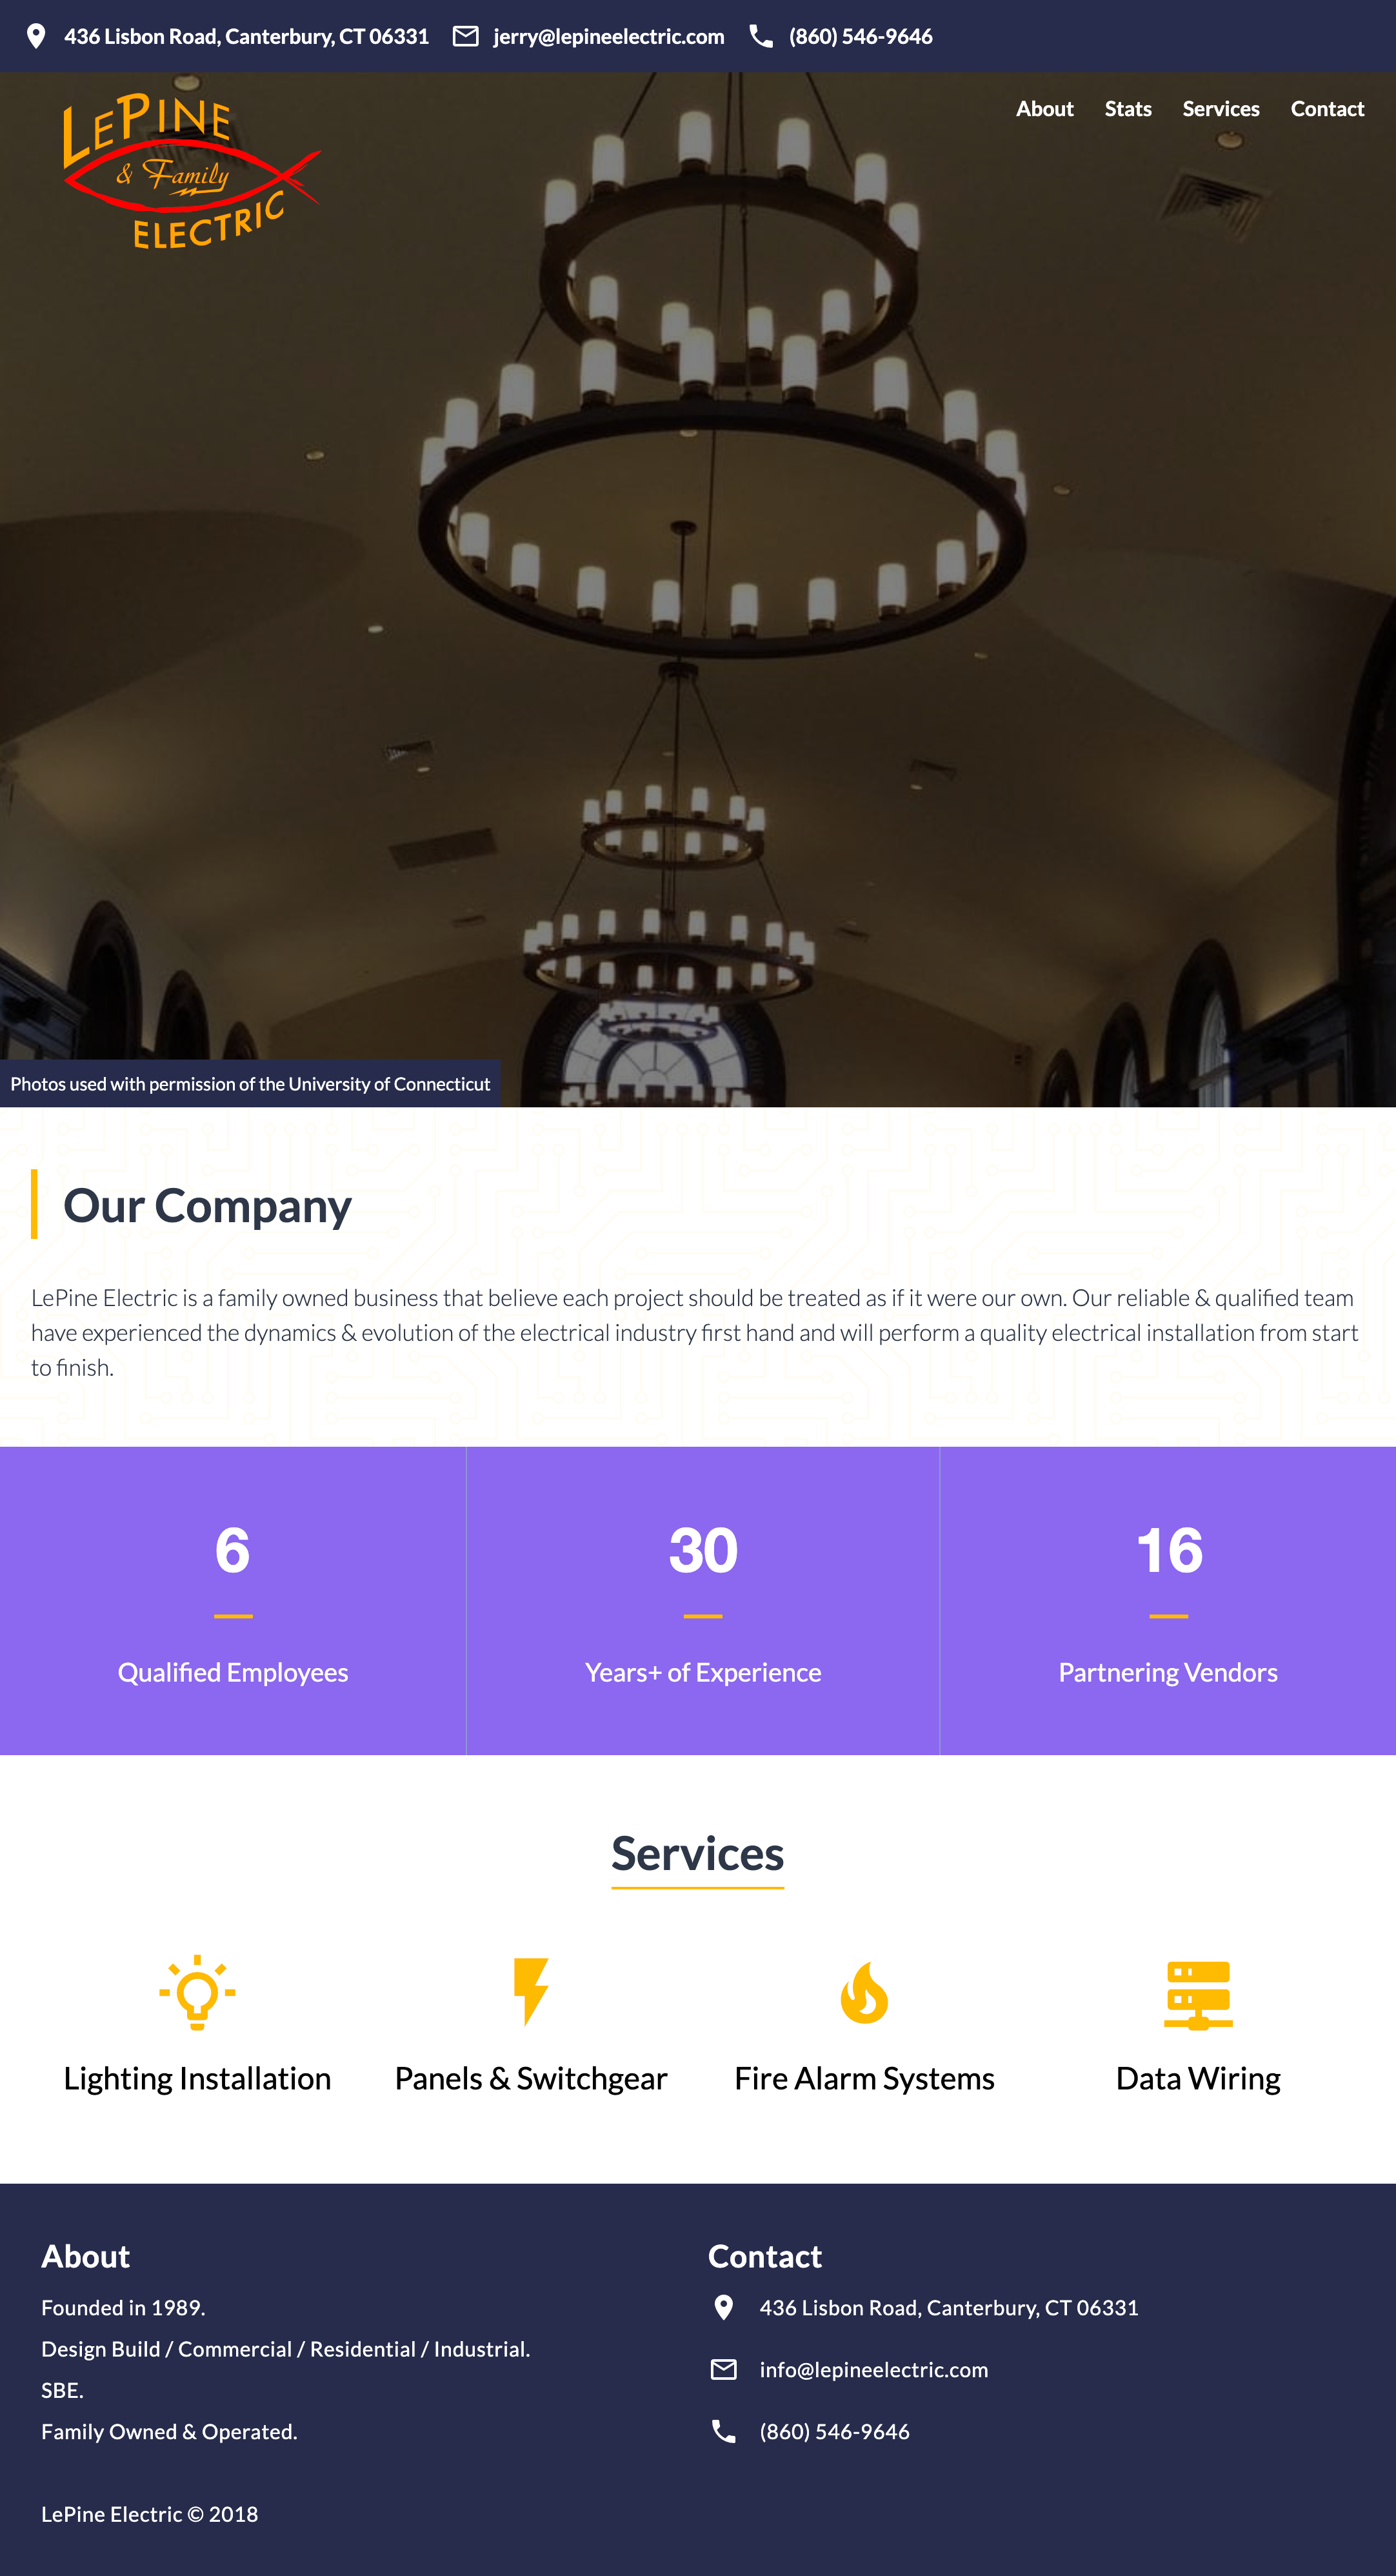 436 Lisbon Road, Canterbury, CT 06331 jerry@lepineelectric.com (860) 546-9646
About Stats Services Contact
LEPINE
& Family
ELECTRIC
Photos used with permission of the University of Connecticut
Our Company
LePine Electric is a family owned business that believe each project should be treated as if it were our own. Our reliable & qualified team
have experienced the dynamics & evolution of the electrical industry first hand and will perform a quality electrical installation from start
to finish.
6
Qualified Employees
30
Years+ of Experience
16
Partnering Vendors
Services
Lighting Installation
Panels & Switchgear
Fire Alarm Systems
Data Wiring
About
Founded in 1989.
Design Build / Commercial / Residential / Industrial.
SBE.
Family Owned & Operated.
LePine Electric © 2018
Contact
436 Lisbon Road, Canterbury, CT 06331
info@lepineelectric.com
(860) 546-9646